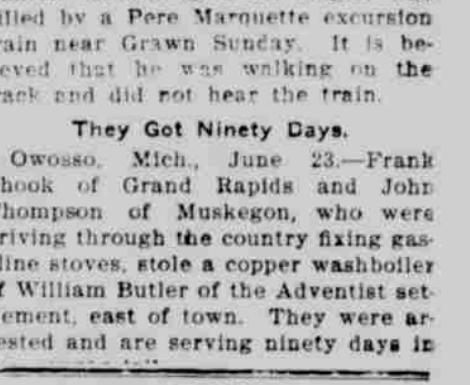 illed by a Pere Marquette excursion
rain near Grawn Sunday. It is be-
ieved that he was walking on the
rack and did not hear the train.
They Got Ninety Days.
Owosso, Mich., June 23.—Frank
hook of Grand Rapids and John
hompson of Muskegon, who were
riving through the country fixing gas-
line stoves, stole a copper washboiler
f William Butler of the Adventist set-
ement, east of town. They were ar-
ested and are serving ninety days in